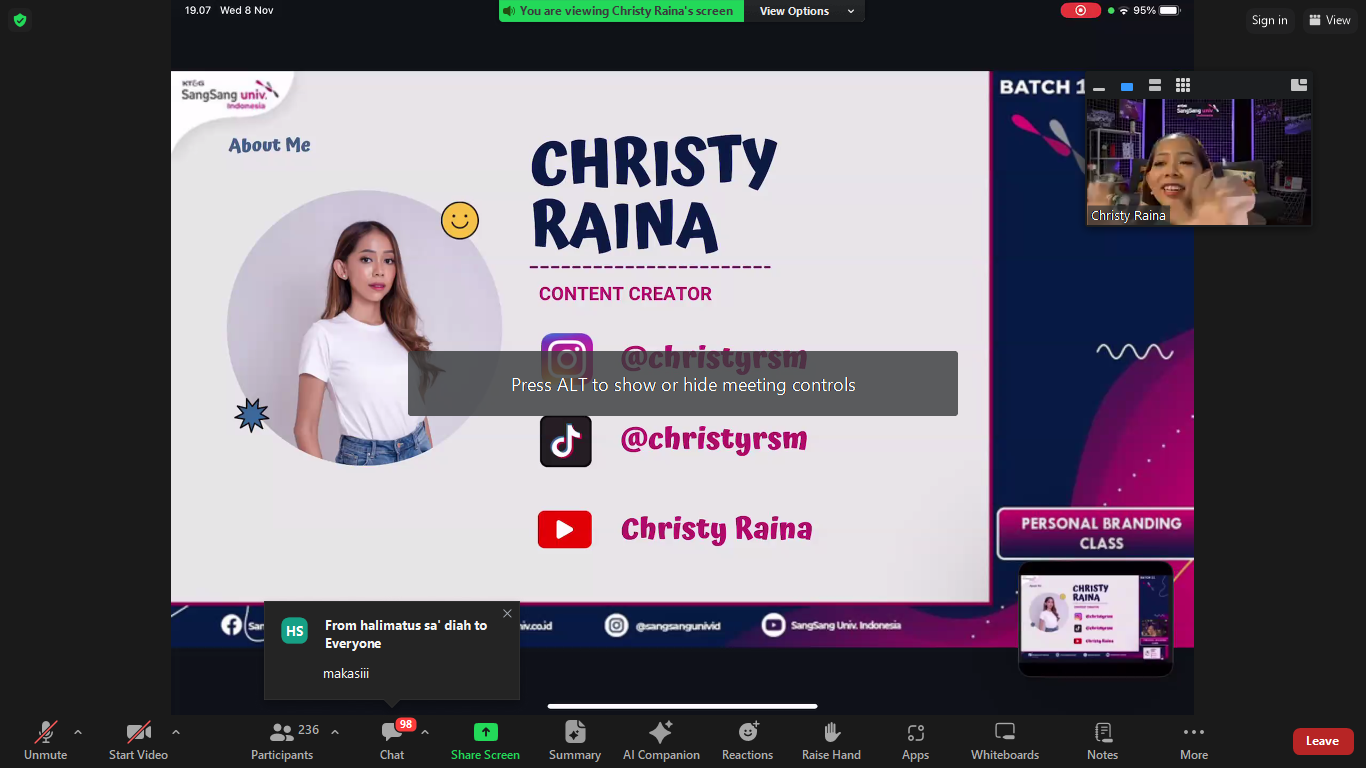 19.07 Wed 8 Nov
You are viewing Christy Raina's screen
View Options
95%
Sign in
View
KT&G
SangSang univ.
Indonesia
BATCH 1
About Me
CHRISTY
RAINA
CONTENT CREATOR
@christyrsm
Press ALT to show or hide meeting controls
@christyrsm
Christy Raina
Christy Raina
PERSONAL BRANDING
CLASS
San
iv.co.id
@sangsangunivid
SangSang Univ. Indonesia
HS
From halimatus sa' diah to
Everyone
makasiii
CHRISTY
RAINA
Unmute
Start Video
236
Participants
98
Chat
Share Screen
Summary
AI Companion
Reactions
Raise Hand
Apps
Whiteboards
Notes
More
Leave